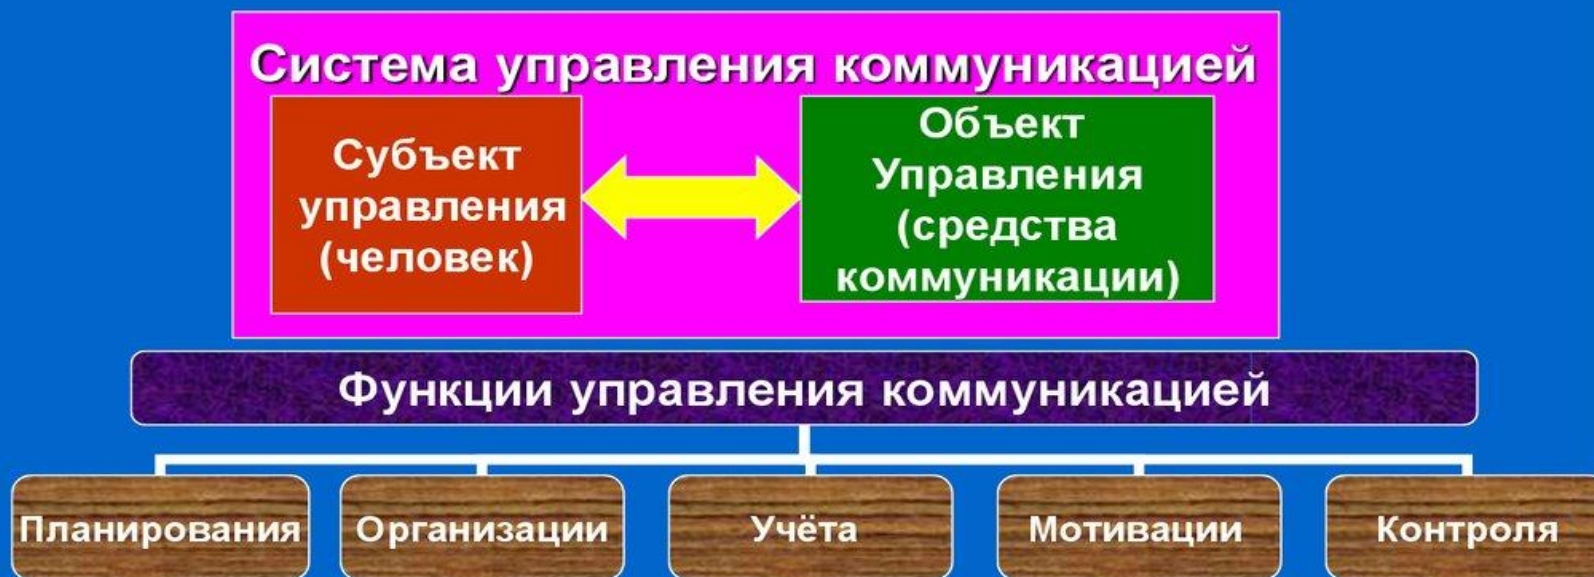 Система управления коммуникацией
Субъект
управления
(человек)
Объект
Управления
(средства
коммуникации)
Функции управления коммуникацией
Планирования
Организации
Учёта
Мотивации
Контроля